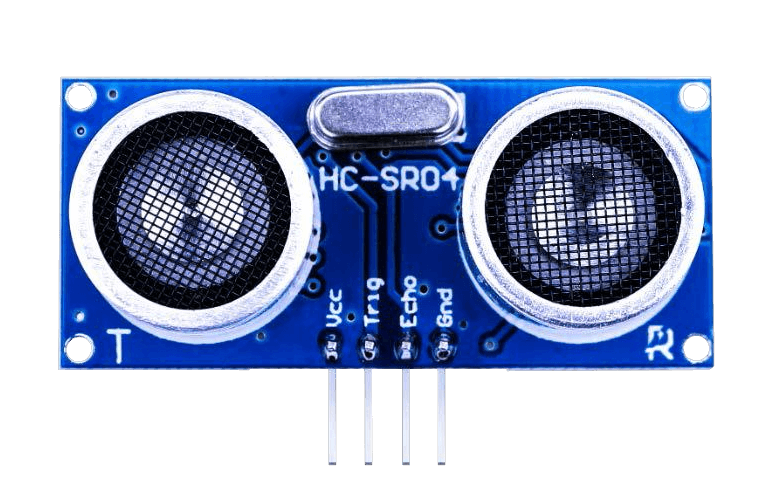 HC-SR04
Vcc
Trig
Echo
Gnd
T
R